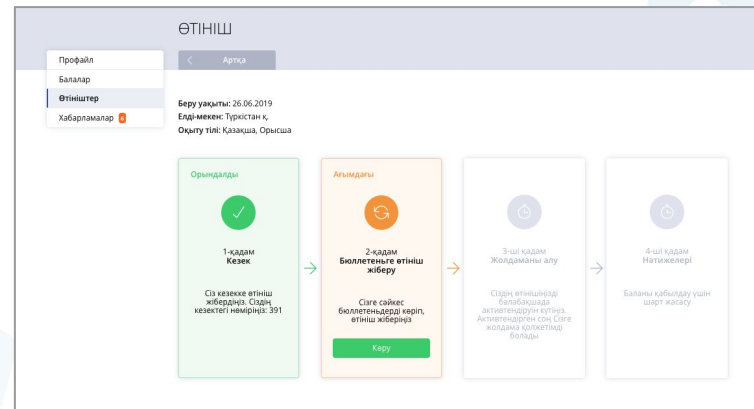 ӨТІНІШ
Артқа
Профайл
Балалар
Өтініштер
Хабарламалар 6
Беру уақыты: 26.06.2019
Елді-мекен: Түркістан қ.
Оқыту тілі: Қазақша, Орысша
Орындалды
1-қадам
Кезек
Сіз кезекке өтініш
жібердіңіз. Сіздің
кезектегі нөміріңіз: 391
Ағымдағы
2-қадам
Бюллетеньге өтініш
жіберу
Сізге сәйкес
бюллетеньдерді көріп,
өтініш жіберіңіз
Көру
3-ші қадам
Жолдаманы алу
Сіздің өтінішіңізді
балабақшада
активтендіруін күтіңіз.
Активтендірген соң Сізге
жолдама қолжетімді
болады
4-ші қадам
Нәтижелері
Баланы қабылдау үшін
шарт жасасу